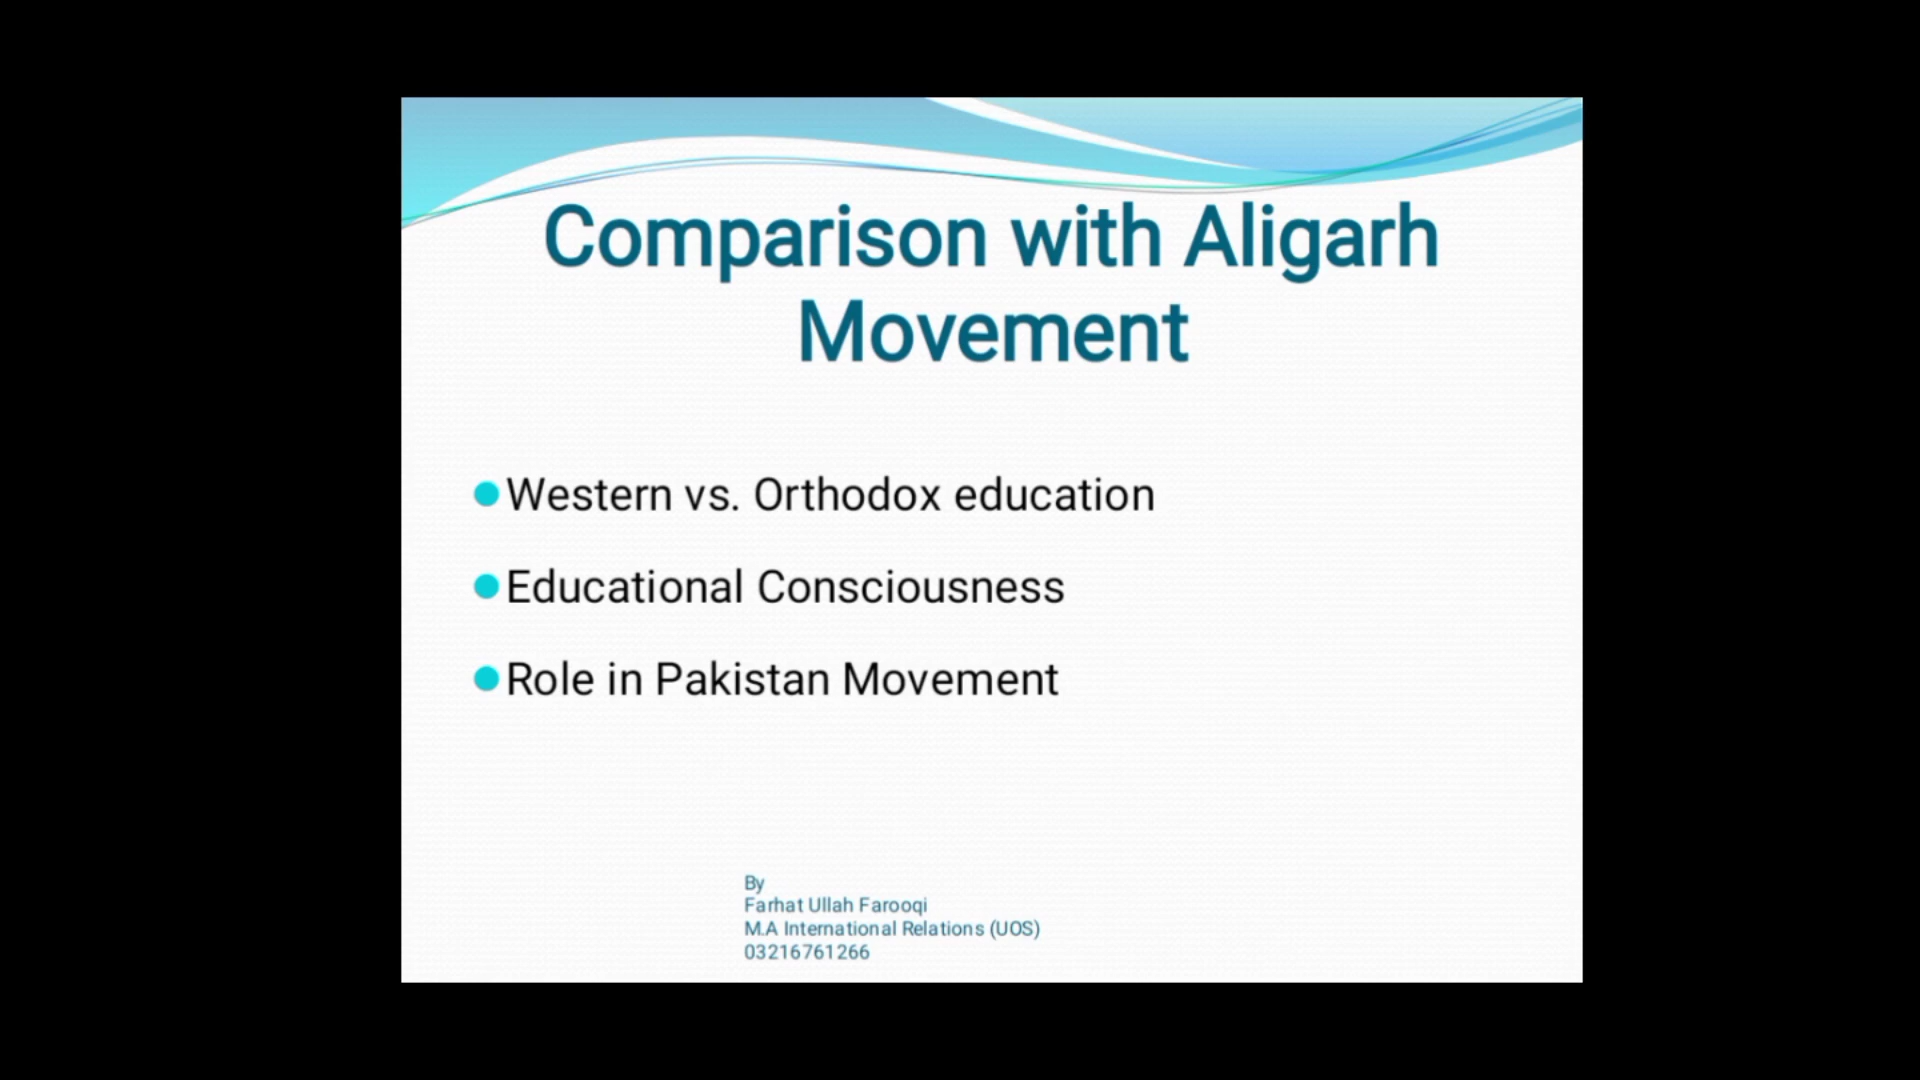 Comparison with Aligarh
Movement
Western vs. Orthodox education
Educational Consciousness
Role in Pakistan Movement
By
Farhat Ullah Farooqi
M.A International Relations (UOS)
03216761266